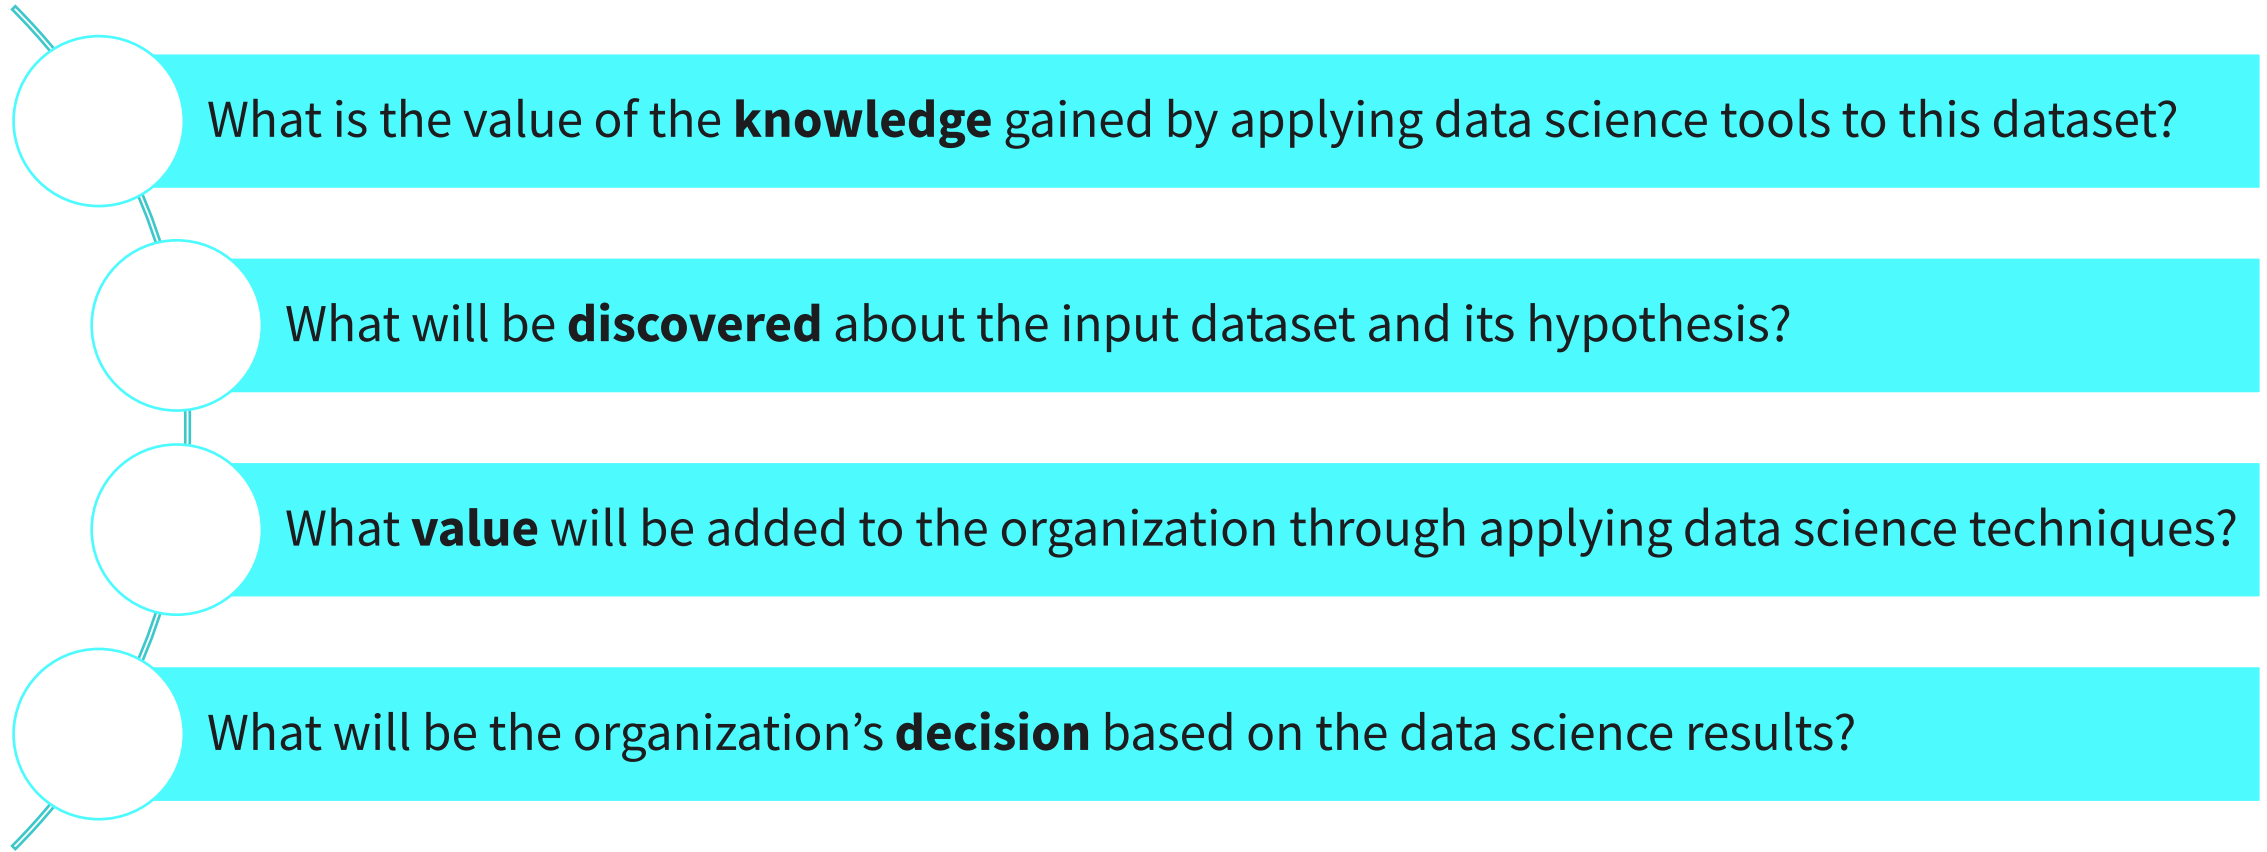 What is the value of the knowledge gained by applying data science tools to this dataset?
What will be discovered about the input dataset and its hypothesis?
What value will be added to the organization through applying data science techniques?
What will be the organization’s decision based on the data science results?